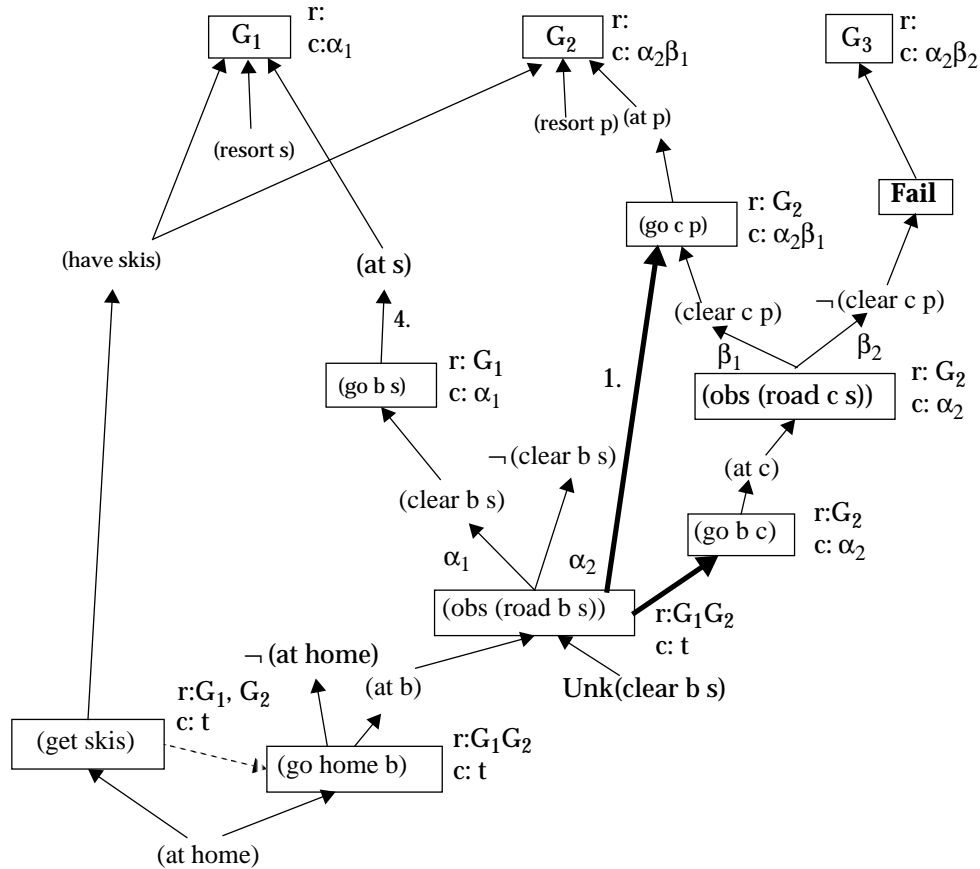 G₁
r:
c:α₁
G₂
r:
c: α₂β₁
G₃
r:
c: α₂β₂
(resort s)
(resort p)
(at p)
Fail
(go c p)
r: G₂
c: α₂β₁
(have skis)
(at s)
(clear c p)
¬ (clear c p)
4.
β₁
β₂
1.
(go b s)
r: G₁
c: α₁
(obs (road c s))
r: G₂
c: α₂
¬ (clear b s)
(at c)
(clear b s)
(go b c)
r:G₂
c: α₂
α₁
α₂
(obs (road b s))
r:G₁G₂
c: t
¬ (at home)
(at b)
Unk(clear b s)
r:G₁, G₂
c: t
(get skis)
(go home b)
r:G₁G₂
c: t
(at home)